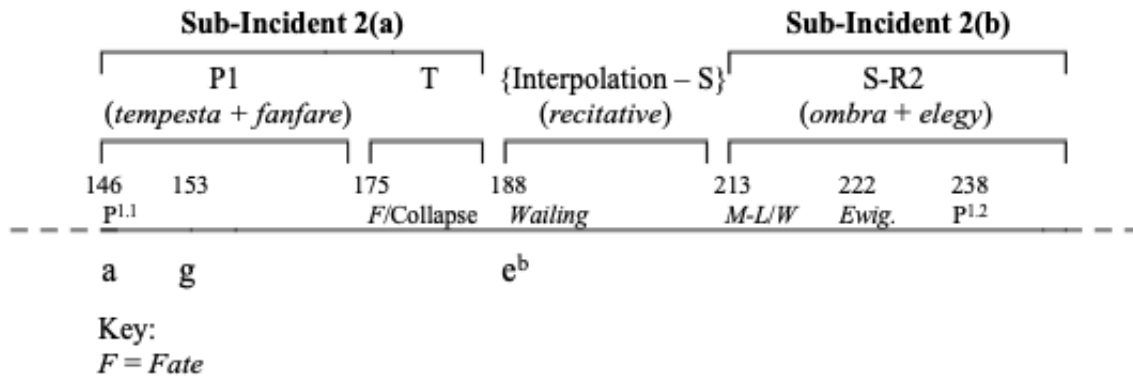 Sub-Incident 2(a) Sub-Incident 2(b)
P1 T {Interpolation – S} S-R2
(tempesta + fanfare) (recitative) (ombra + elegy)
146 153 175 188 213 222 238
P1.1 F/Collapse Wailing M-L/W Ewig. P1.2
a g eb
Key:
F = Fate